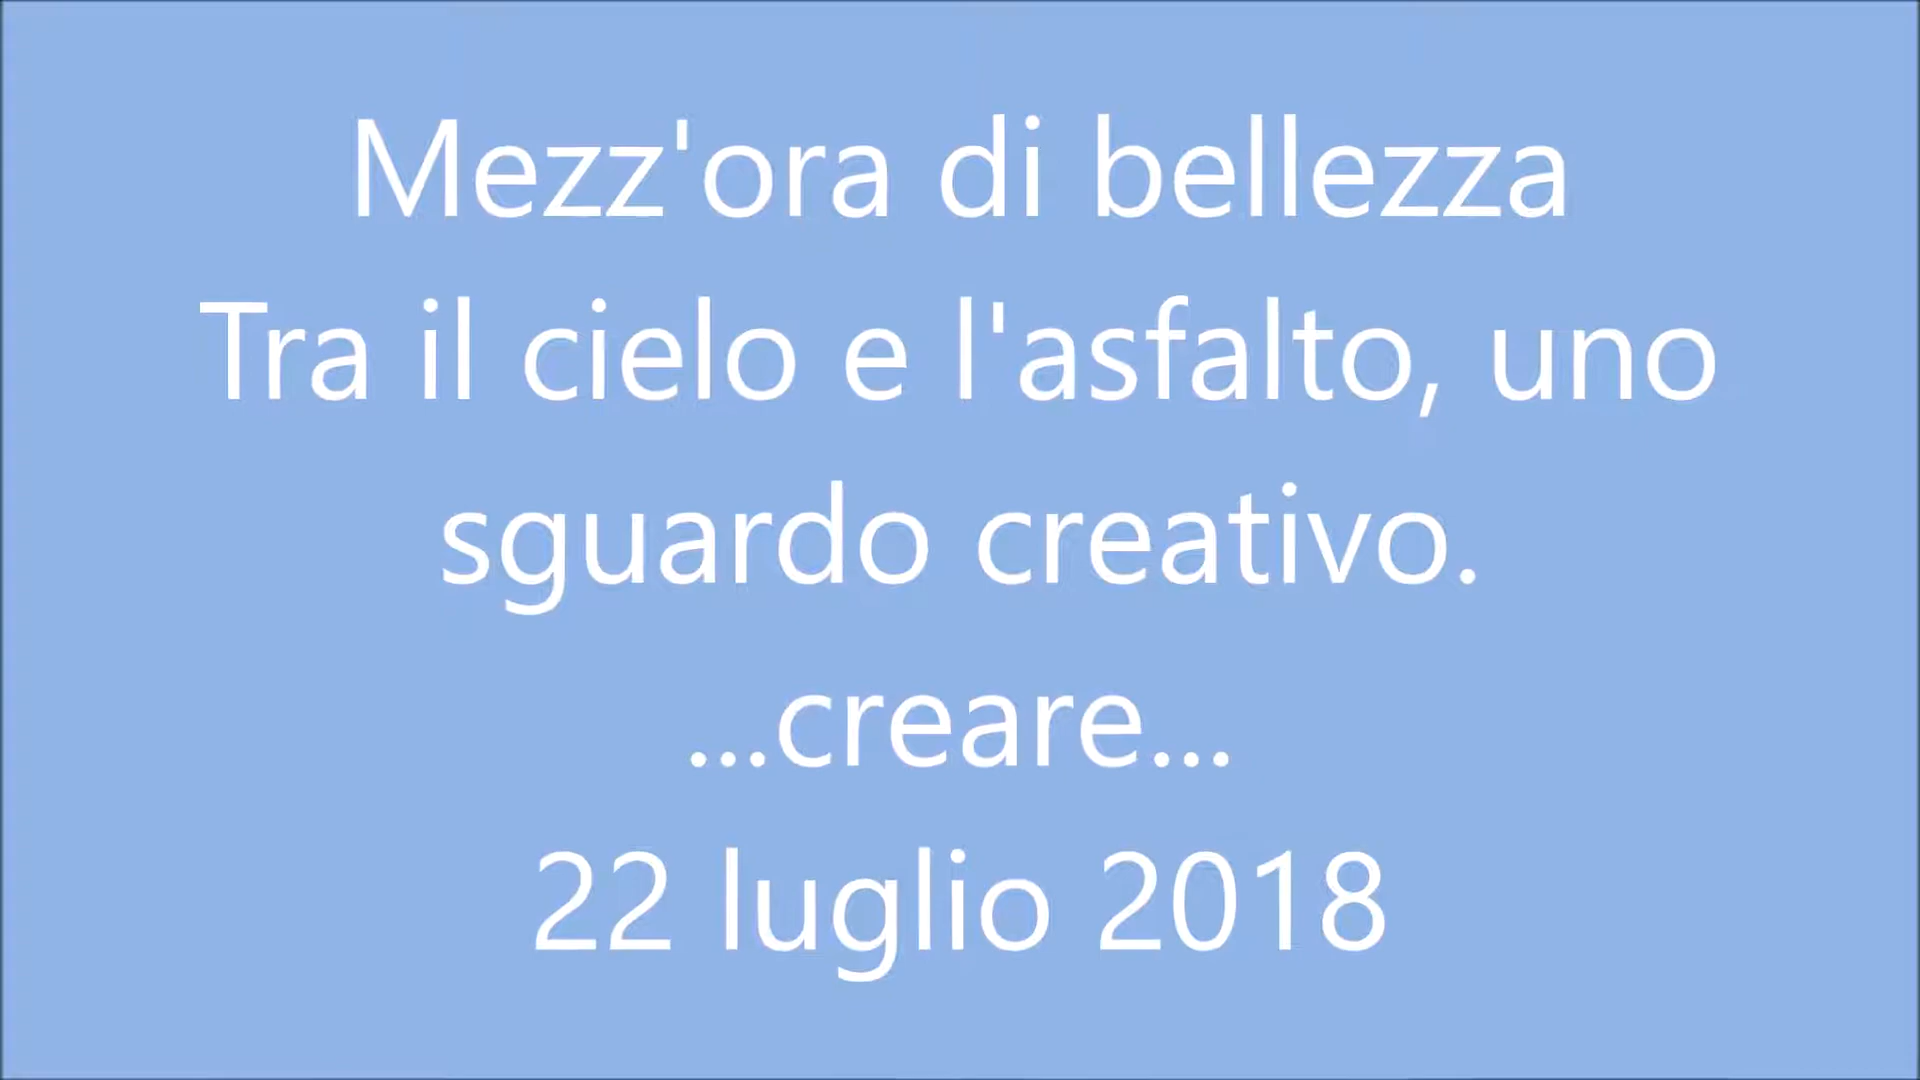 Mezz'ora di bellezza
Tra il cielo e l'asfalto, uno
sguardo creativo.
...creare...
22 luglio 2018